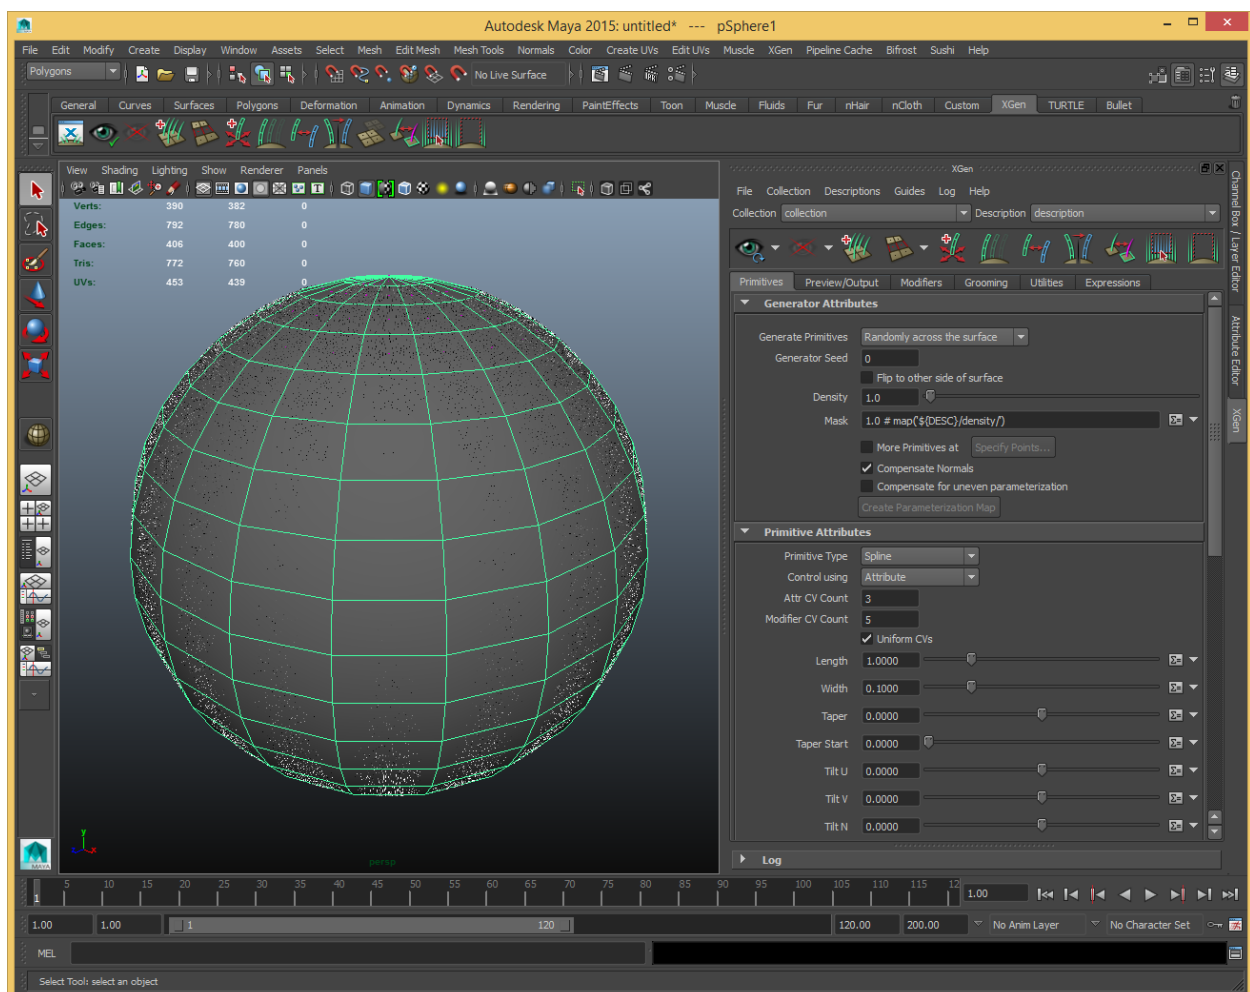 Autodesk Maya 2015: untitled* --- pSphere1
File Edit Modify Create Display Window Assets Select Mesh Edit Mesh Mesh Tools Normals Color Create UVs Edit UVs Muscle XGen Pipeline Cache Bifrost Sushi Help
Polygons No Live Surface
General Curves Surfaces Polygons Deformation Animation Dynamics Rendering PaintEffects Toon Muscle Fluids Fur nHair nCloth Custom XGen TURTLE Bullet
View Shading Lighting Show Renderer Panels
Verts: 390 382 0
Edges: 792 780 0
Faces: 406 400 0
Tris: 772 760 0
UVs: 453 439 0
y
persp
XGen
File Collection Descriptions Guides Log Help
Collection collection Description description
Primitives Preview/Output Modifiers Grooming Utilities Expressions
Generator Attributes
Generate Primitives Randomly across the surface
Generator Seed 0
Flip to other side of surface
Density 1.0
Mask 1.0 # map('${DESC}/density/')
More Primitives at Specify Points...
Compensate Normals
Compensate for uneven parameterization
Create Parameterization Map
Primitive Attributes
Primitive Type Spline
Control using Attribute
Attr CV Count 3
Modifier CV Count 5
Uniform CVs
Length 1.0000
Width 0.1000
Taper 0.0000
Taper Start 0.0000
Tilt U 0.0000
Tilt V 0.0000
Tilt N 0.0000
Log
Channel Box / Layer Editor
Attribute Editor
XGen
MAYA
1 5 10 15 20 25 30 35 40 45 50 55 60 65 70 75 80 85 90 95 100 105 110 115 12 1.00
1.00 1.00 1 120 120.00 200.00 No Anim Layer No Character Set
MEL
Select Tool: select an object